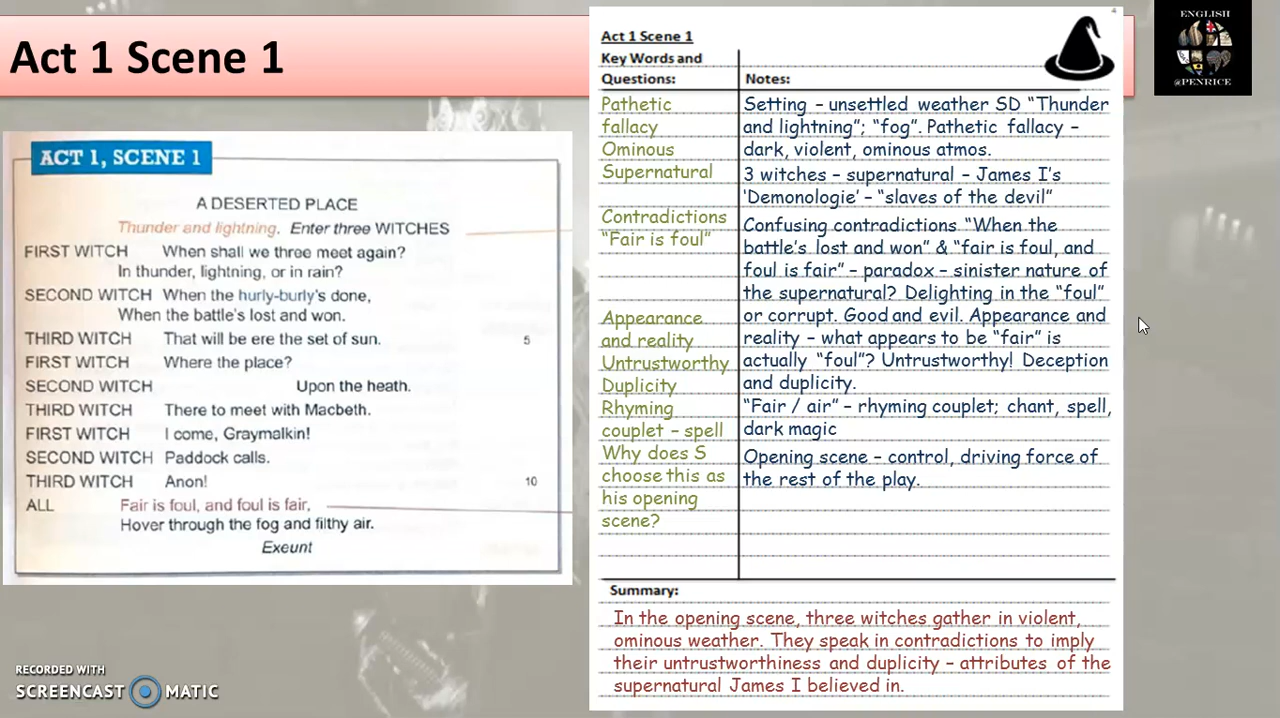 Act 1 Scene 1
ACT 1, SCENE 1
A DESERTED PLACE
Thunder and lightning. Enter three WITCHES
FIRST WITCH When shall we three meet again?
In thunder, lightning, or in rain?
SECOND WITCH When the hurly-burly's done,
When the battle's lost and won.
THIRD WITCH That will be ere the set of sun. 5
FIRST WITCH Where the place?
SECOND WITCH Upon the heath.
THIRD WITCH There to meet with Macbeth.
FIRST WITCH I come, Graymalkin!
SECOND WITCH Paddock calls.
THIRD WITCH Anon! 10
ALL Fair is foul, and foul is fair,
Hover through the fog and filthy air.
Exeunt
4
Act 1 Scene 1
Key Words and
Questions:
Pathetic
fallacy
Ominous
Supernatural
Contradictions
“Fair is foul”
Appearance
and reality
Untrustworthy
Duplicity
Rhyming
couplet – spell
Why does S
choose this as
his opening
scene?
Notes:
Setting – unsettled weather SD “Thunder
and lightning”; “fog”. Pathetic fallacy –
dark, violent, ominous atmos.
3 witches – supernatural – James I’s
‘Demonologie’ – “slaves of the devil”
Confusing contradictions “When the
battle’s lost and won” & “fair is foul, and
foul is fair” – paradox – sinister nature of
the supernatural? Delighting in the “foul”
or corrupt. Good and evil. Appearance and
reality – what appears to be “fair” is
actually “foul”? Untrustworthy! Deception
and duplicity.
“Fair / air” – rhyming couplet; chant, spell,
dark magic
Opening scene – control, driving force of
the rest of the play.
Summary:
In the opening scene, three witches gather in violent,
ominous weather. They speak in contradictions to imply
their untrustworthiness and duplicity – attributes of the
supernatural James I believed in.
ENGLISH
@PENRICE
RECORDED WITH
SCREENCAST MATIC